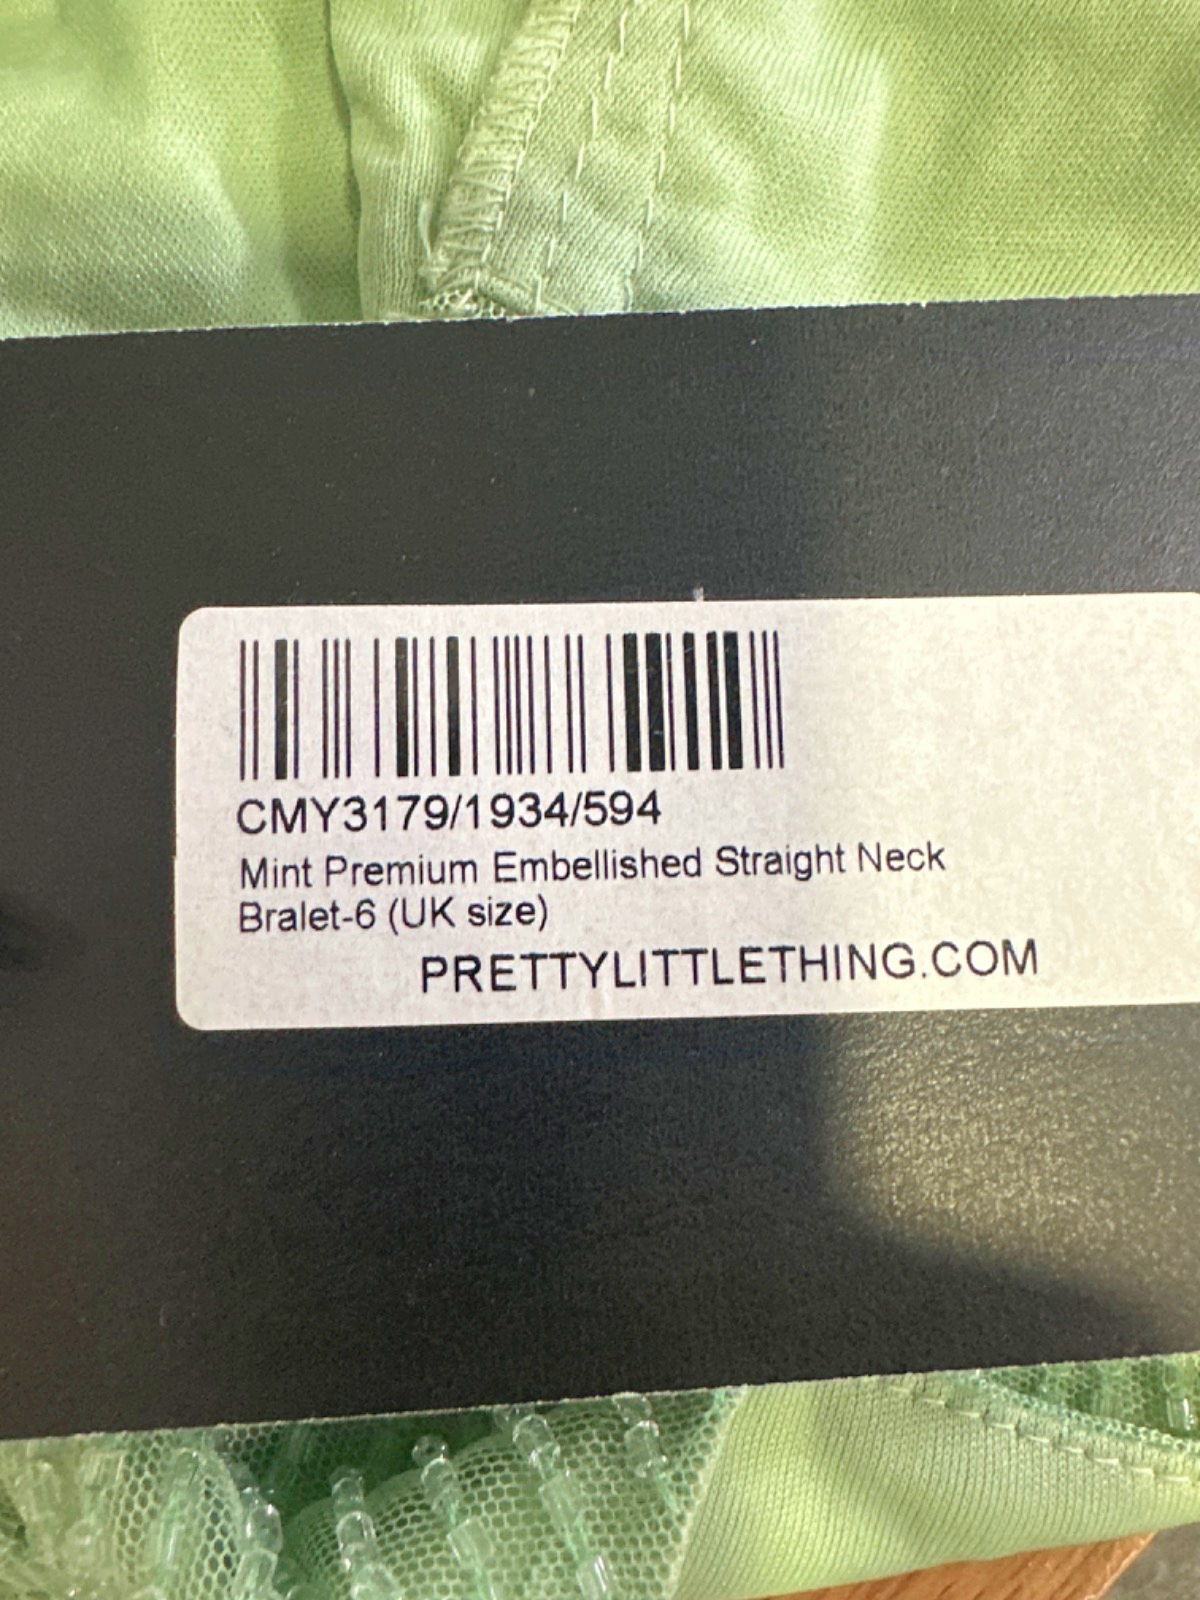 CMY3179/1934/594
Mint Premium Embellished Straight Neck
Bralet-6 (UK size)
PRETTYLITTLETHING.COM